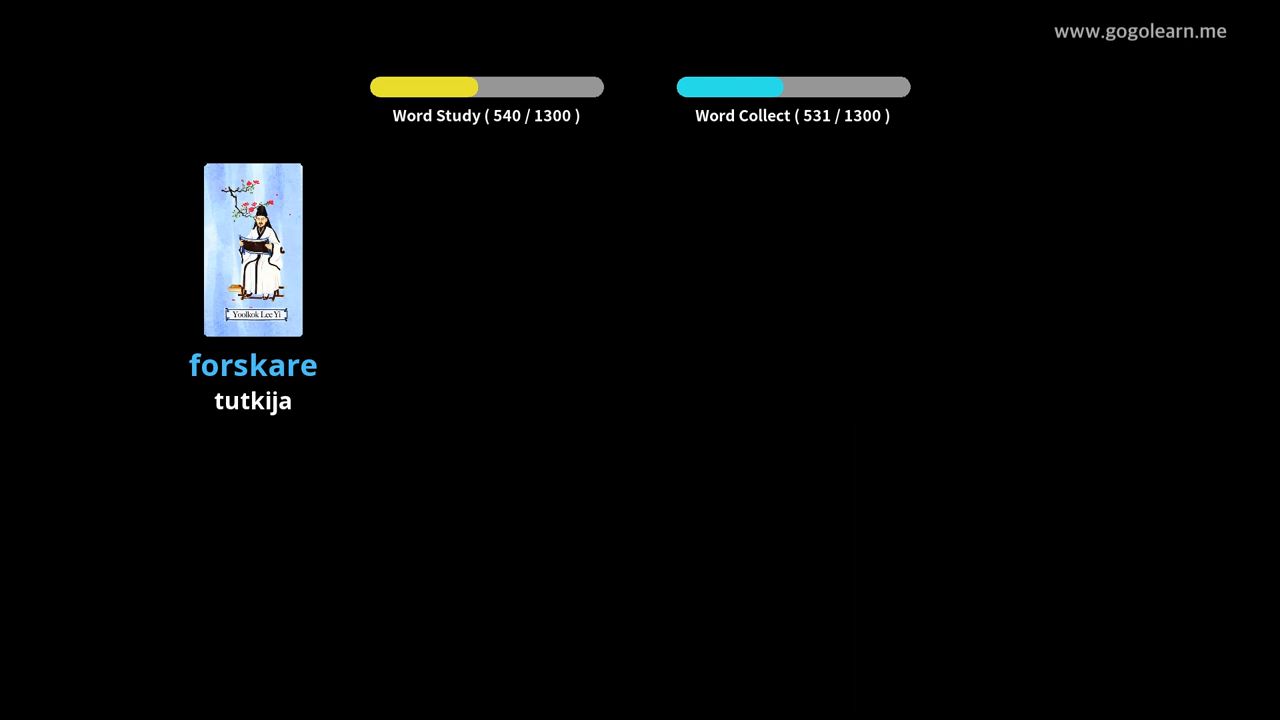 www.gogolearn.me
Word Study ( 540 / 1300 )
Word Collect ( 531 / 1300 )
Yoolkok Lee Yi
forskare
tutkija